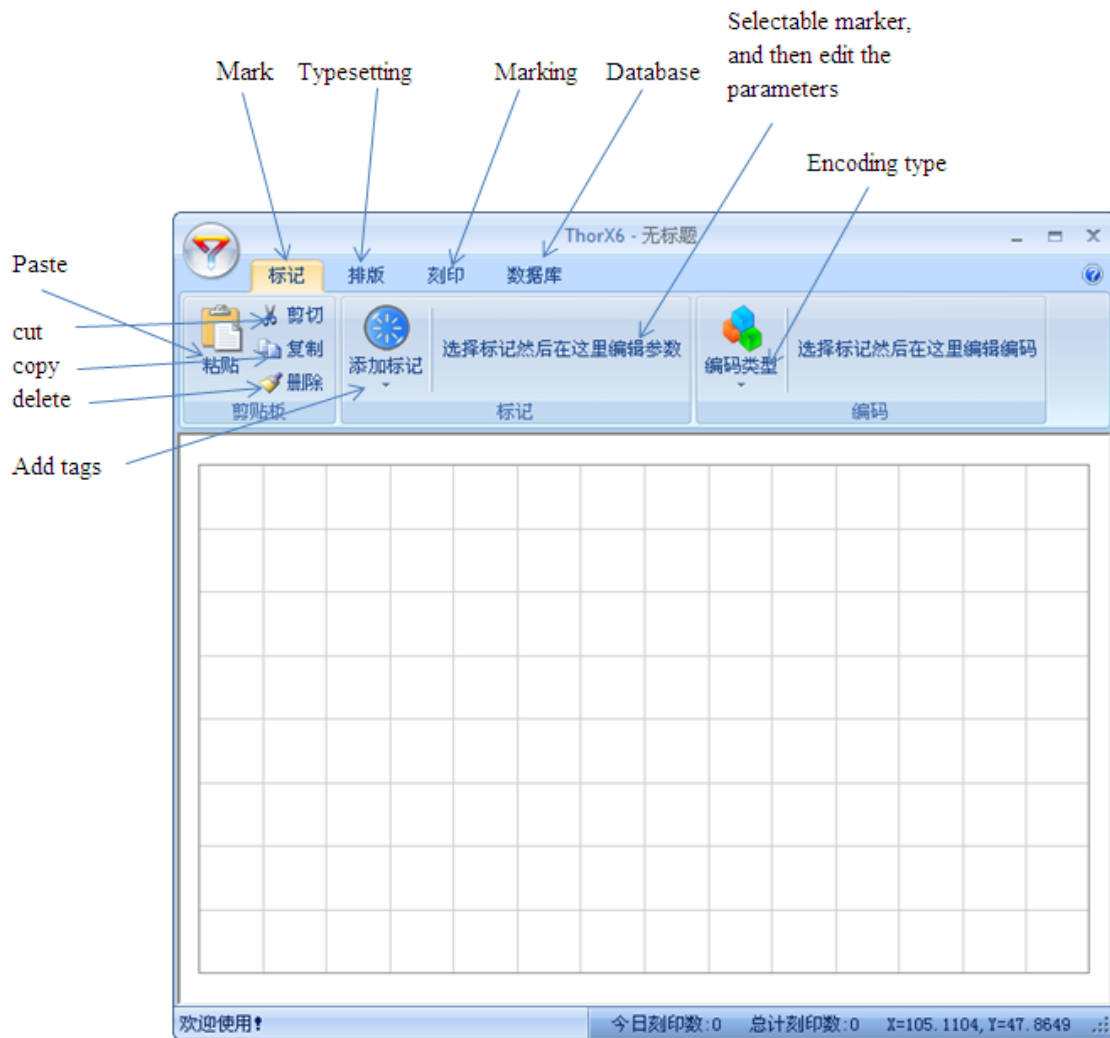 Selectable marker,
and then edit the
parameters
Mark Typesetting Marking Database
Encoding type
ThorX6 - 无标题
Paste
标记 排版 刻印 数据库
cut
copy
delete
Add tags
粘贴
剪切
复制
删除
剪贴板
添加标记
选择标记然后在这里编辑参数
标记
编码类型
选择标记然后在这里编辑编码
编码
欢迎使用!
今日刻印数:0 总计刻印数:0 X=105.1104,Y=47.8649